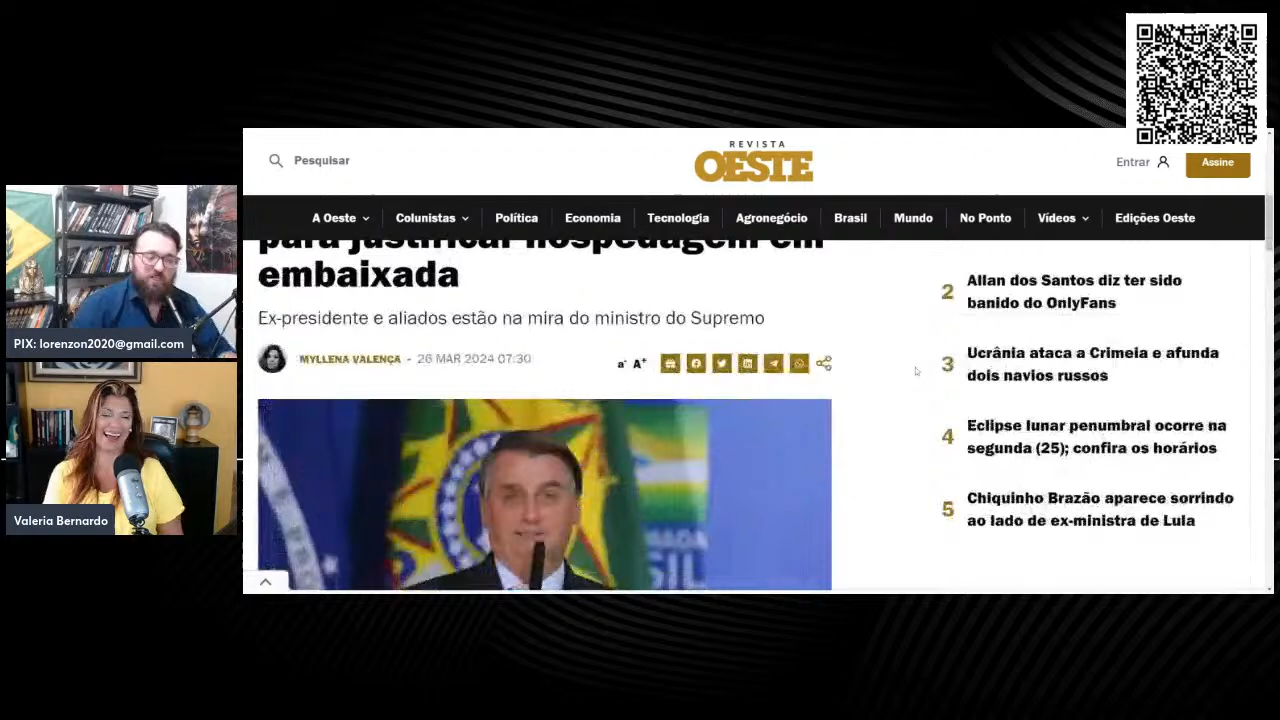 Pesquisar
REVISTA
OESTE
Entrar
Assine
A Oeste
Colunistas
Política
Economia
Tecnologia
Agronegócio
Brasil
Mundo
No Ponto
Vídeos
Edições Oeste
para justificar hospedagem em
embaixada
Ex-presidente e aliados estão na mira do ministro do Supremo
MYLLENA VALENÇA - 26 MAR 2024 07:30
a- A+
2
Allan dos Santos diz ter sido
banido do OnlyFans
3
Ucrânia ataca a Crimeia e afunda
dois navios russos
4
Eclipse lunar penumbral ocorre na
segunda (25); confira os horários
5
Chiquinho Brazão aparece sorrindo
ao lado de ex-ministra de Lula
PIX: lorenzon2020@gmail.com
Valeria Bernardo